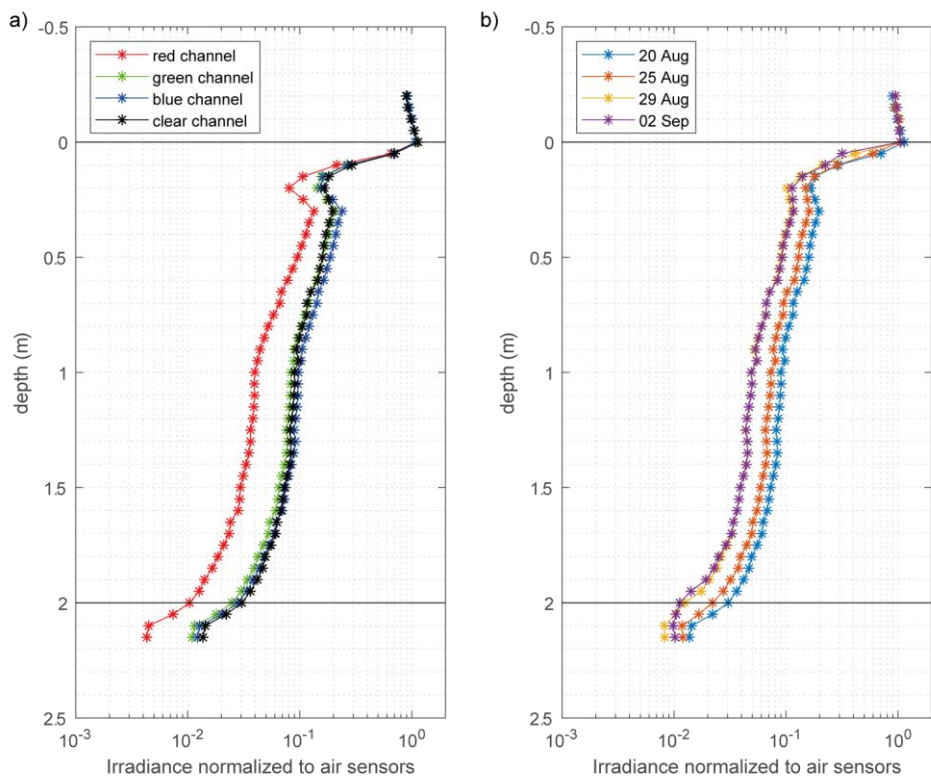 a)
red channel
green channel
blue channel
clear channel
-0.5
0
0.5
1
1.5
2
2.5
depth (m)
10-3
10-2
10-1
100
Irradiance normalized to air sensors
b)
20 Aug
25 Aug
29 Aug
02 Sep
-0.5
0
0.5
1
1.5
2
2.5
depth (m)
10-3
10-2
10-1
100
Irradiance normalized to air sensors